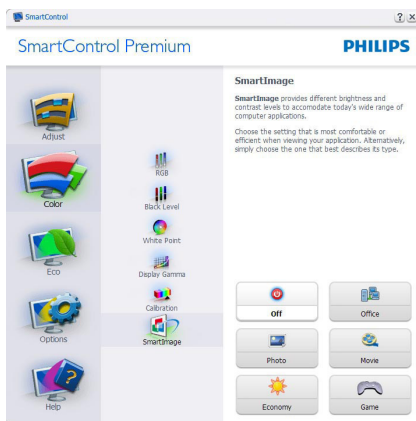 SmartControl
SmartControl Premium
PHILIPS
Adjust
Color
Eco
Options
Help
RGB
Black Level
White Point
Display Gamma
Calibration
SmartImage
SmartImage
SmartImage provides different brightness and
contrast levels to accomodate today's wide range of
computer applications.
Choose the setting that is most comfortable or
efficient when viewing your application. Alternatively,
simply choose the one that best describes its type.
Off
Office
Photo
Movie
Economy
Game